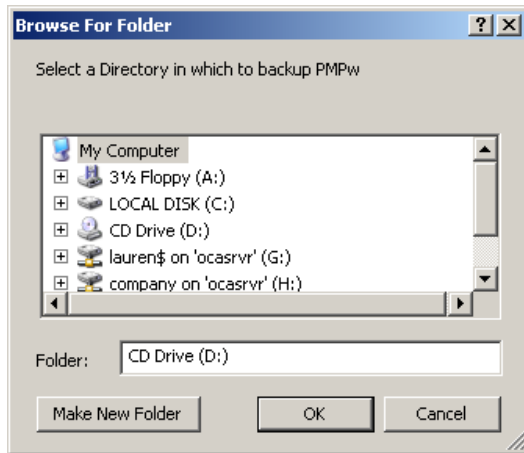 Browse For Folder
Select a Directory in which to backup PMPw
My Computer
3½ Floppy (A:)
LOCAL DISK (C:)
CD Drive (D:)
lauren$ on 'ocasrvr' (G:)
company on 'ocasrvr' (H:)
Folder: CD Drive (D:)
Make New Folder OK Cancel